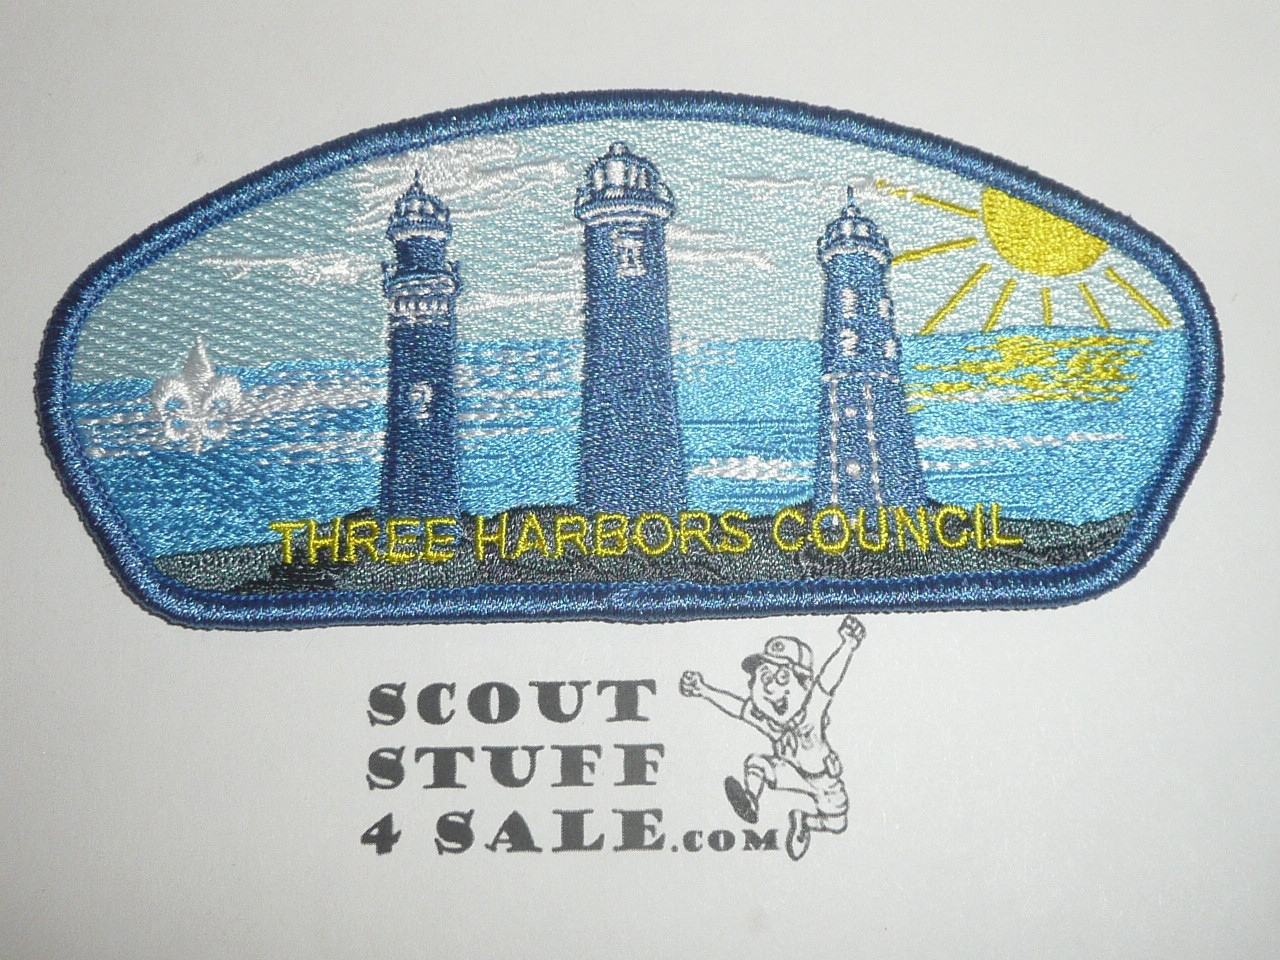 THREE HARBORS COUNCIL
SCOUT
STUFF
4 SALE.COM